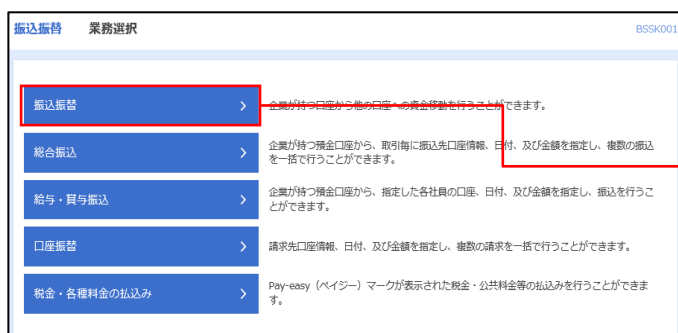 振込振替 業務選択 BSSK001
振込振替 企業が持つ口座から他の口座への資金移動を行うことができます。
総合振込 企業が持つ預金口座から、取引毎に振込先口座情報、日付、及び金額を指定し、複数の振込
を一括で行うことができます。
給与・賞与振込 企業が持つ預金口座から、指定した各社員の口座、日付、及び金額を指定し、振込を行うこ
とができます。
口座振替 請求先口座情報、日付、及び金額を指定し、複数の請求を一括で行うことができます。
税金・各種料金の払込み Pay-easy（ペイジー）マークが表示された税金・公共料金等の払込みを行うことができま
す。